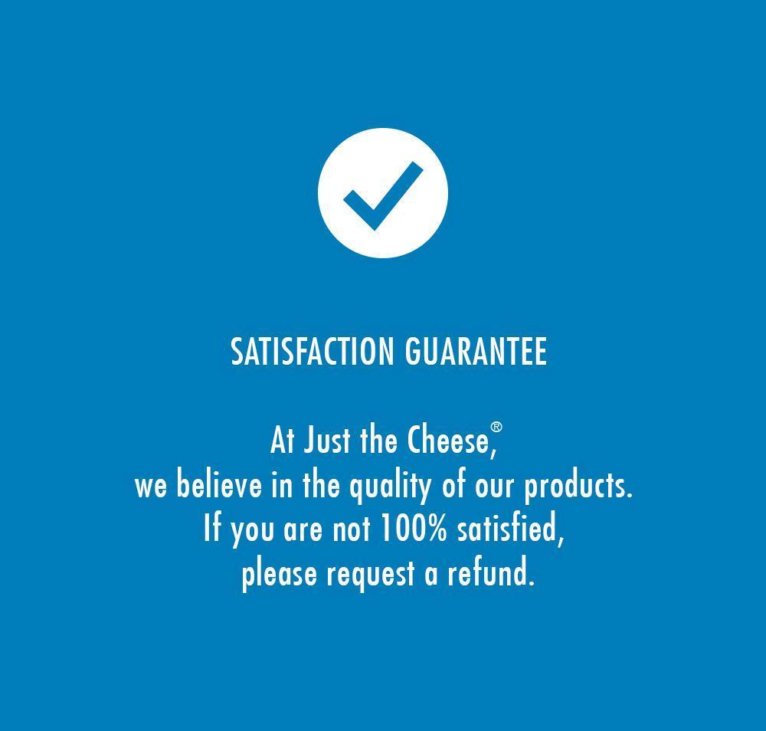 SATISFACTION GUARANTEE
At Just the Cheese,®
we believe in the quality of our products.
If you are not 100% satisfied,
please request a refund.